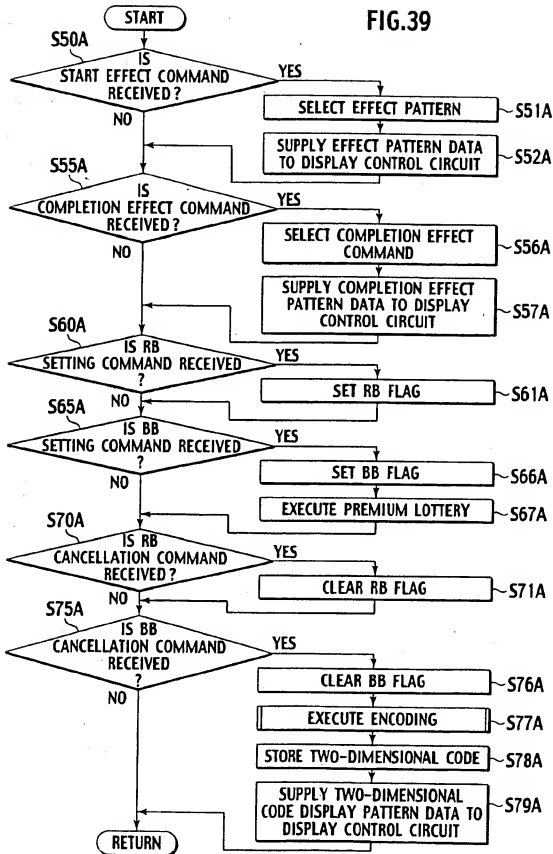 START
FIG.39
S50A
IS
START EFFECT COMMAND
RECEIVED?
YES
NO
SELECT EFFECT PATTERN
S51A
SUPPLY EFFECT PATTERN DATA
TO DISPLAY CONTROL CIRCUIT
S52A
S55A
IS
COMPLETION EFFECT COMMAND
RECEIVED?
YES
NO
SELECT COMPLETION EFFECT
COMMAND
S56A
SUPPLY COMPLETION EFFECT
PATTERN DATA TO DISPLAY
CONTROL CIRCUIT
S57A
S60A
IS RB
SETTING COMMAND RECEIVED
?
YES
NO
SET RB FLAG
S61A
S65A
IS BB
SETTING COMMAND RECEIVED
?
YES
NO
SET BB FLAG
S66A
EXECUTE PREMIUM LOTTERY
S67A
S70A
IS RB
CANCELLATION COMMAND
RECEIVED?
YES
NO
CLEAR RB FLAG
S71A
S75A
IS BB
CANCELLATION COMMAND
RECEIVED
?
YES
NO
CLEAR BB FLAG
S76A
EXECUTE ENCODING
S77A
STORE TWO-DIMENSIONAL CODE
S78A
SUPPLY TWO-DIMENSIONAL
CODE DISPLAY PATTERN DATA TO
DISPLAY CONTROL CIRCUIT
S79A
RETURN